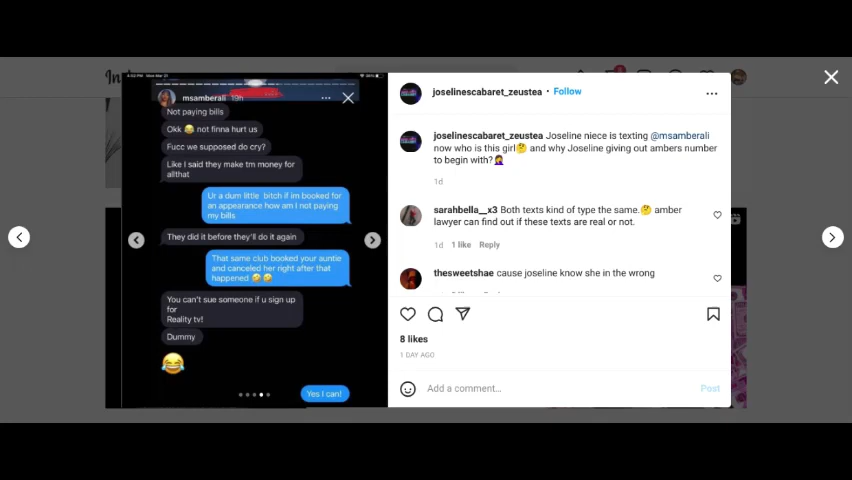 4:02 PM Mon Mar 21
msamberali 19h
Not paying bills
Okk 😂 not finna hurt us
Fucc we supposed do cry?
Like I said they make tm money for
allthat
Ur a dum little bitch if im booked for
an appearance how am I not paying
my bills
They did it before they'll do it again
That same club booked your auntie
and canceled her right after that
happened 🤣🤣
You can't sue someone if u sign up
for
Reality tv!
Dummy
😂
Yes I can!
joselinescabaret_zeustea • Follow
joselinescabaret_zeustea Joseline niece is texting @msamberali
now who is this girl🤔 and why Joseline giving out ambers number
to begin with?🤦‍♀️
1d
sarahbella__x3 Both texts kind of type the same.🤔 amber
lawyer can find out if these texts are real or not.
1d 1 like Reply
thesweetshae cause joseline know she in the wrong
8 likes
1 DAY AGO
Add a comment...
Post